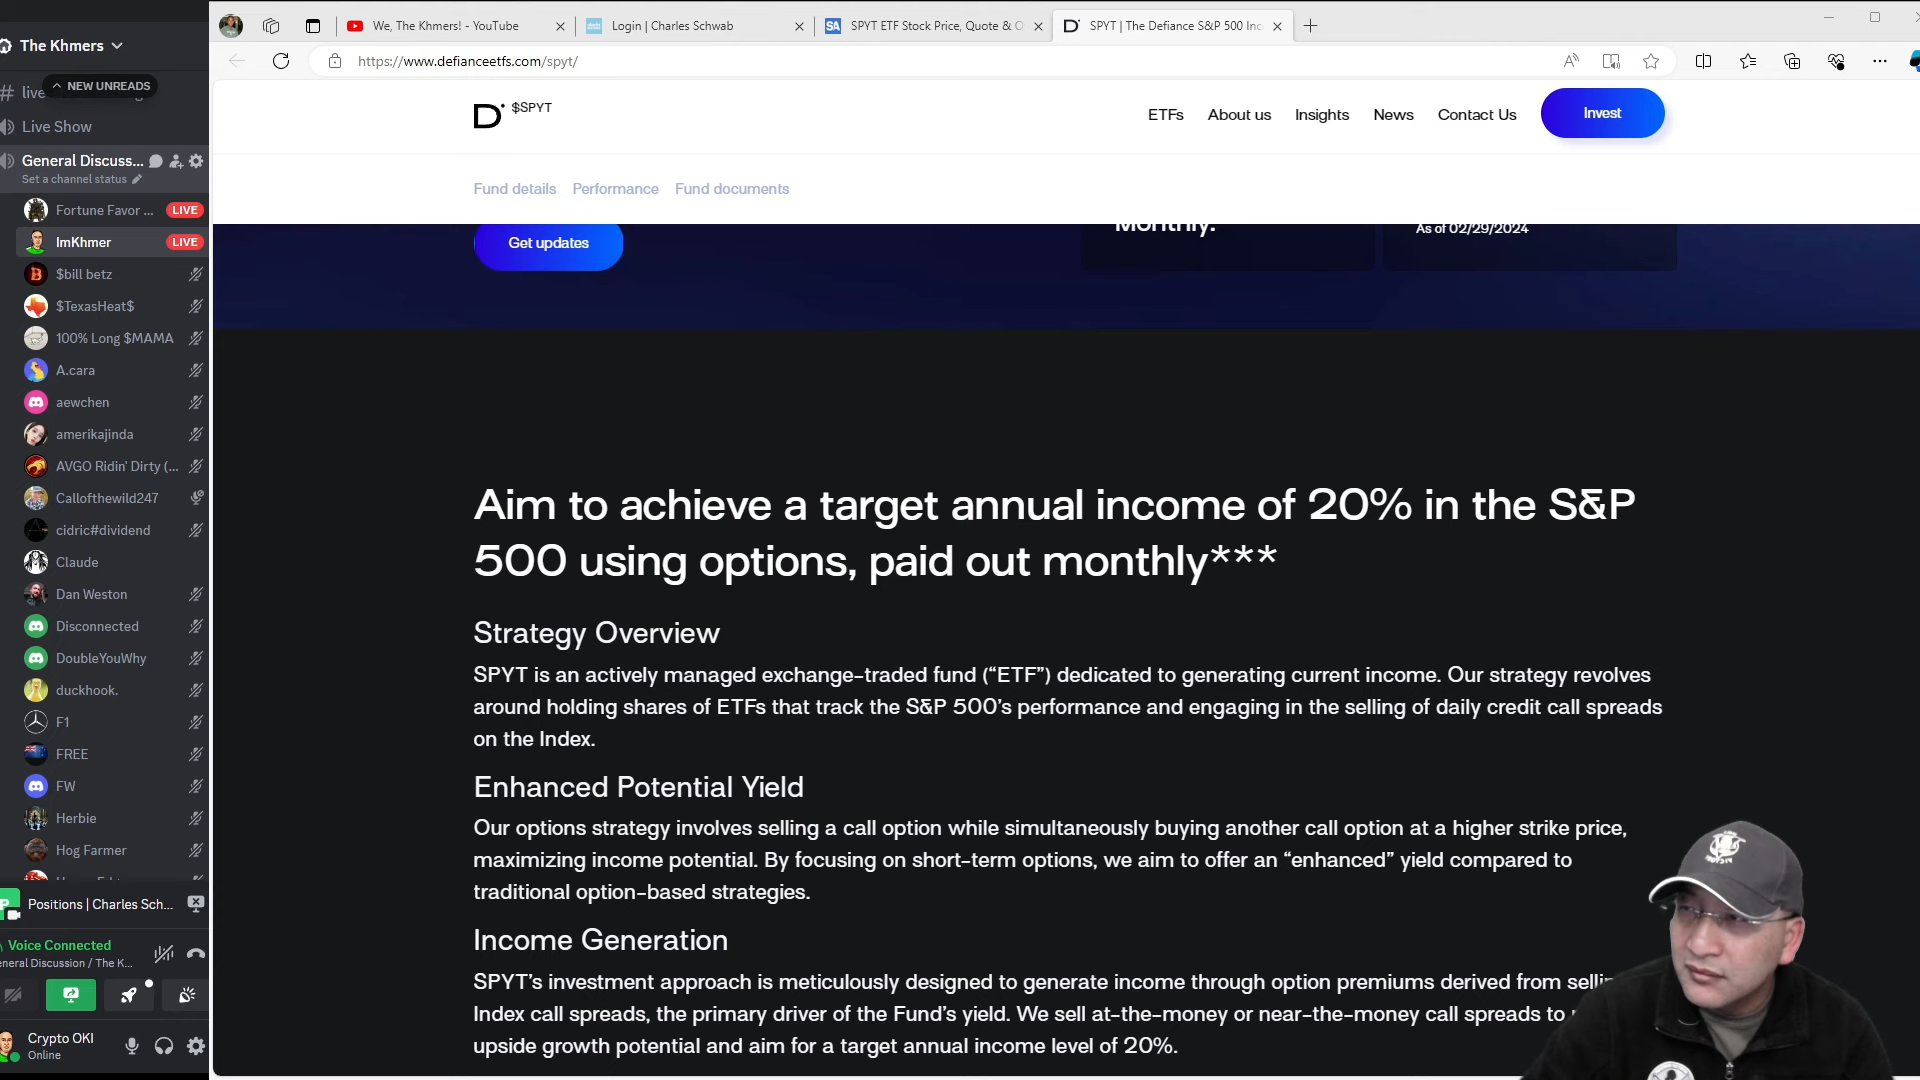 The Khmers
NEW UNREADS
Live Show
General Discuss...
Set a channel status
Fortune Favor ...
LIVE
ImKhmer
LIVE
$bill betz
$TexasHeat$
100% Long $MAMA
A.cara
aewchen
amerikajinda
AVGO Ridin' Dirty (...
Callofthewild247
cidric#dividend
Claude
Dan Weston
Disconnected
DoubleYouWhy
duckhook.
F1
FREE
FW
Herbie
Hog Farmer
Positions | Charles Sch...
Voice Connected
General Discussion / The K...
Crypto OKI
Online
We, The Khmers! - YouTube
Login | Charles Schwab
SA
SPYT ETF Stock Price, Quote & O
SPYT | The Defiance S&P 500 Inc
https://www.defianceetfs.com/spyt/
D $SPYT
ETFs
About us
Insights
News
Contact Us
Invest
Fund details
Performance
Fund documents
Get updates
Monthly.
As of 02/29/2024
Aim to achieve a target annual income of 20% in the S&P
500 using options, paid out monthly***
Strategy Overview
SPYT is an actively managed exchange-traded fund (“ETF”) dedicated to generating current income. Our strategy revolves
around holding shares of ETFs that track the S&P 500’s performance and engaging in the selling of daily credit call spreads
on the Index.
Enhanced Potential Yield
Our options strategy involves selling a call option while simultaneously buying another call option at a higher strike price,
maximizing income potential. By focusing on short-term options, we aim to offer an “enhanced” yield compared to
traditional option-based strategies.
Income Generation
SPYT’s investment approach is meticulously designed to generate income through option premiums derived from
Index call spreads, the primary driver of the Fund’s yield. We sell at-the-money or near-the-money call spreads to
upside growth potential and aim for a target annual income level of 20%.